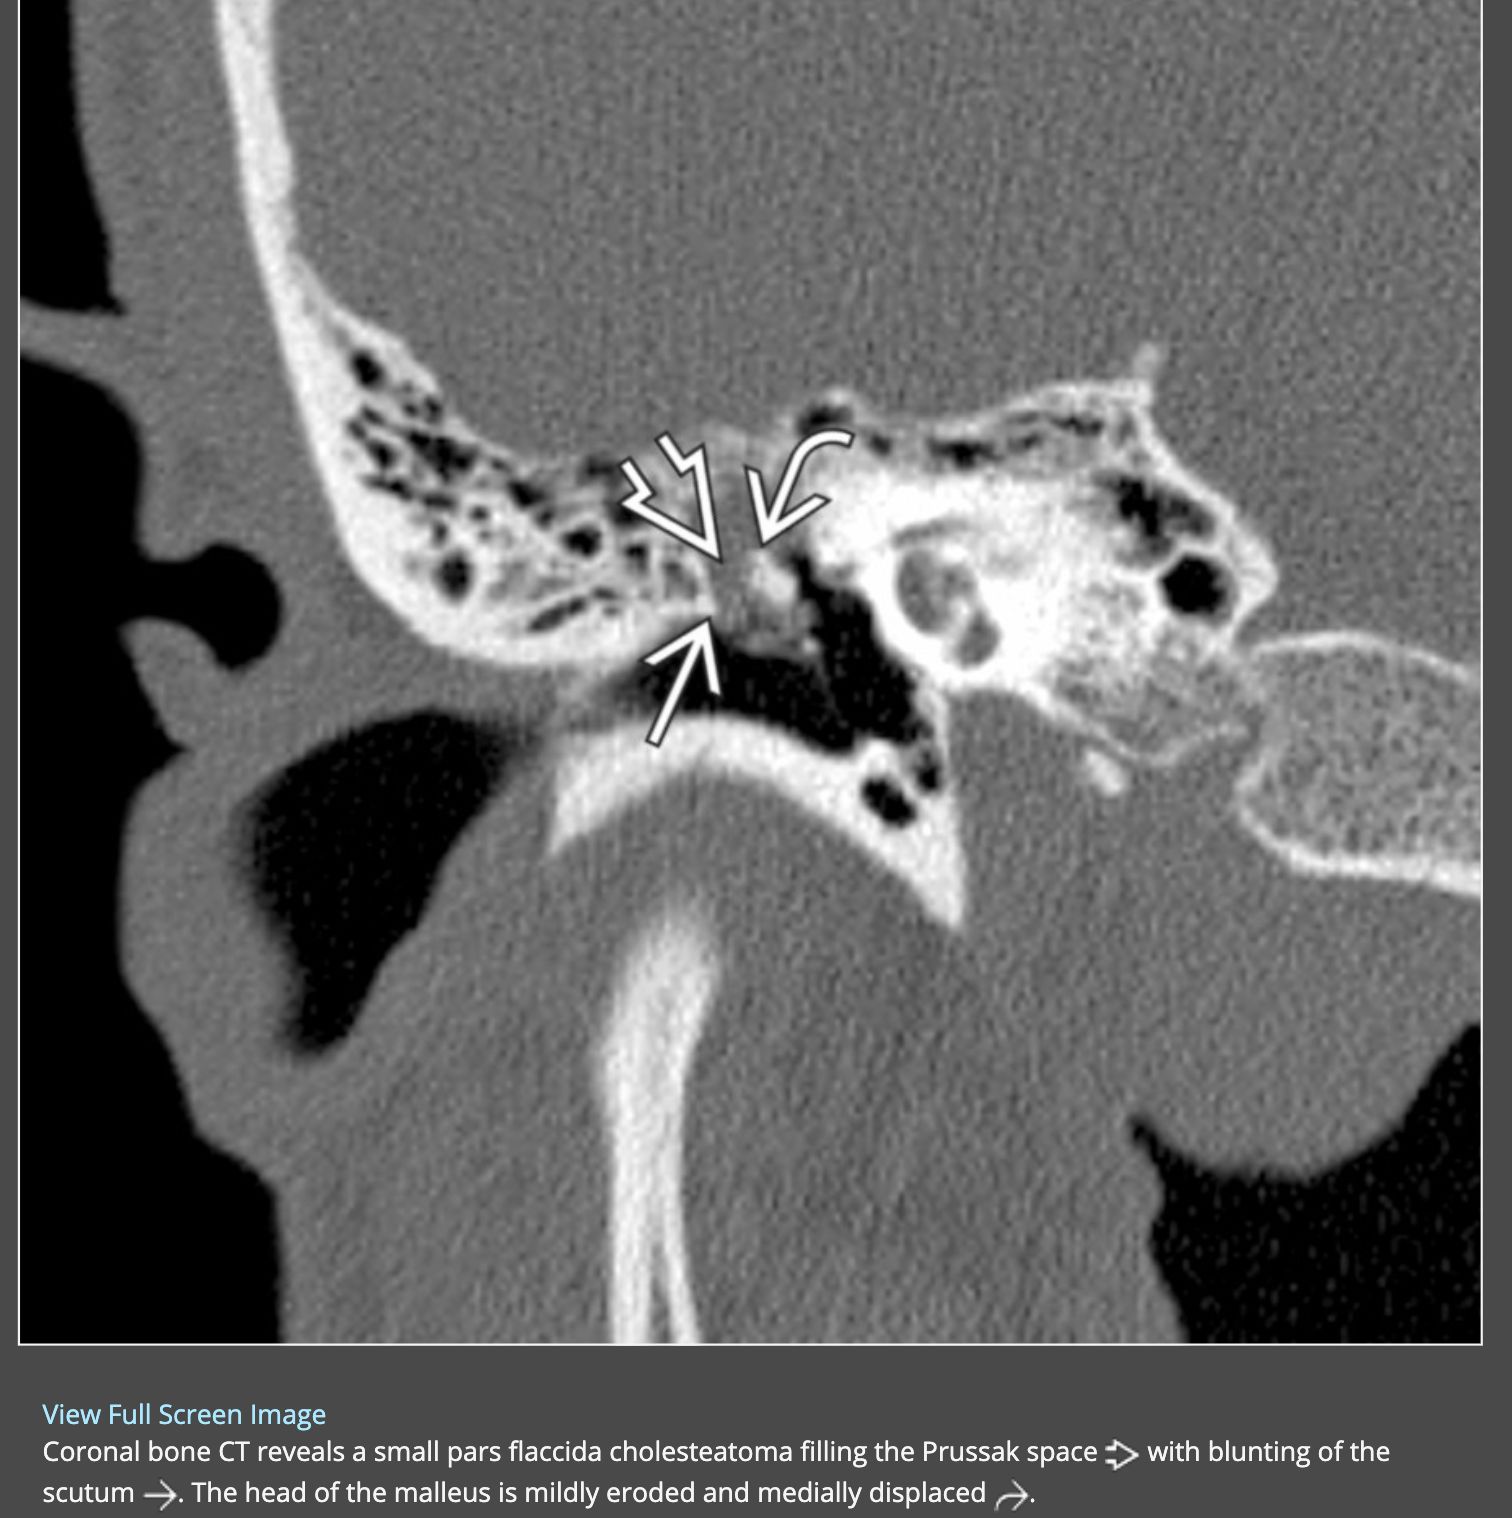 View Full Screen Image
Coronal bone CT reveals a small pars flaccida cholesteatoma filling the Prussak space with blunting of the
scutum . The head of the malleus is mildly eroded and medially displaced .